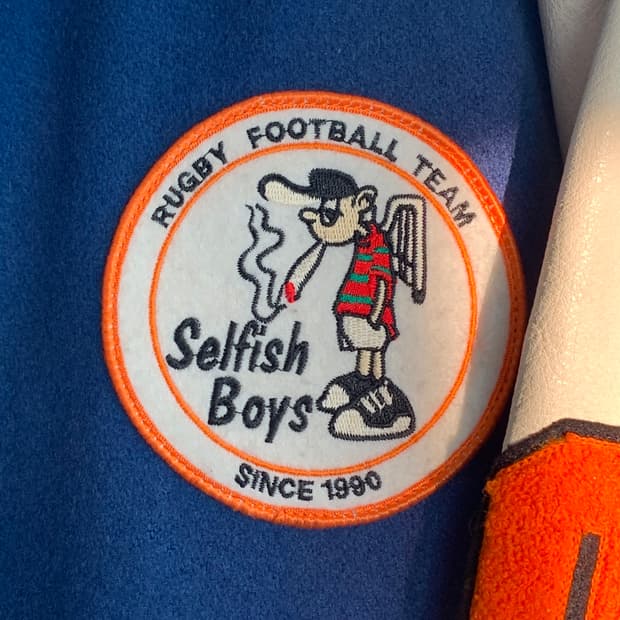 RUGBY FOOTBALL TEAM
Selfish
Boys
SINCE 1990